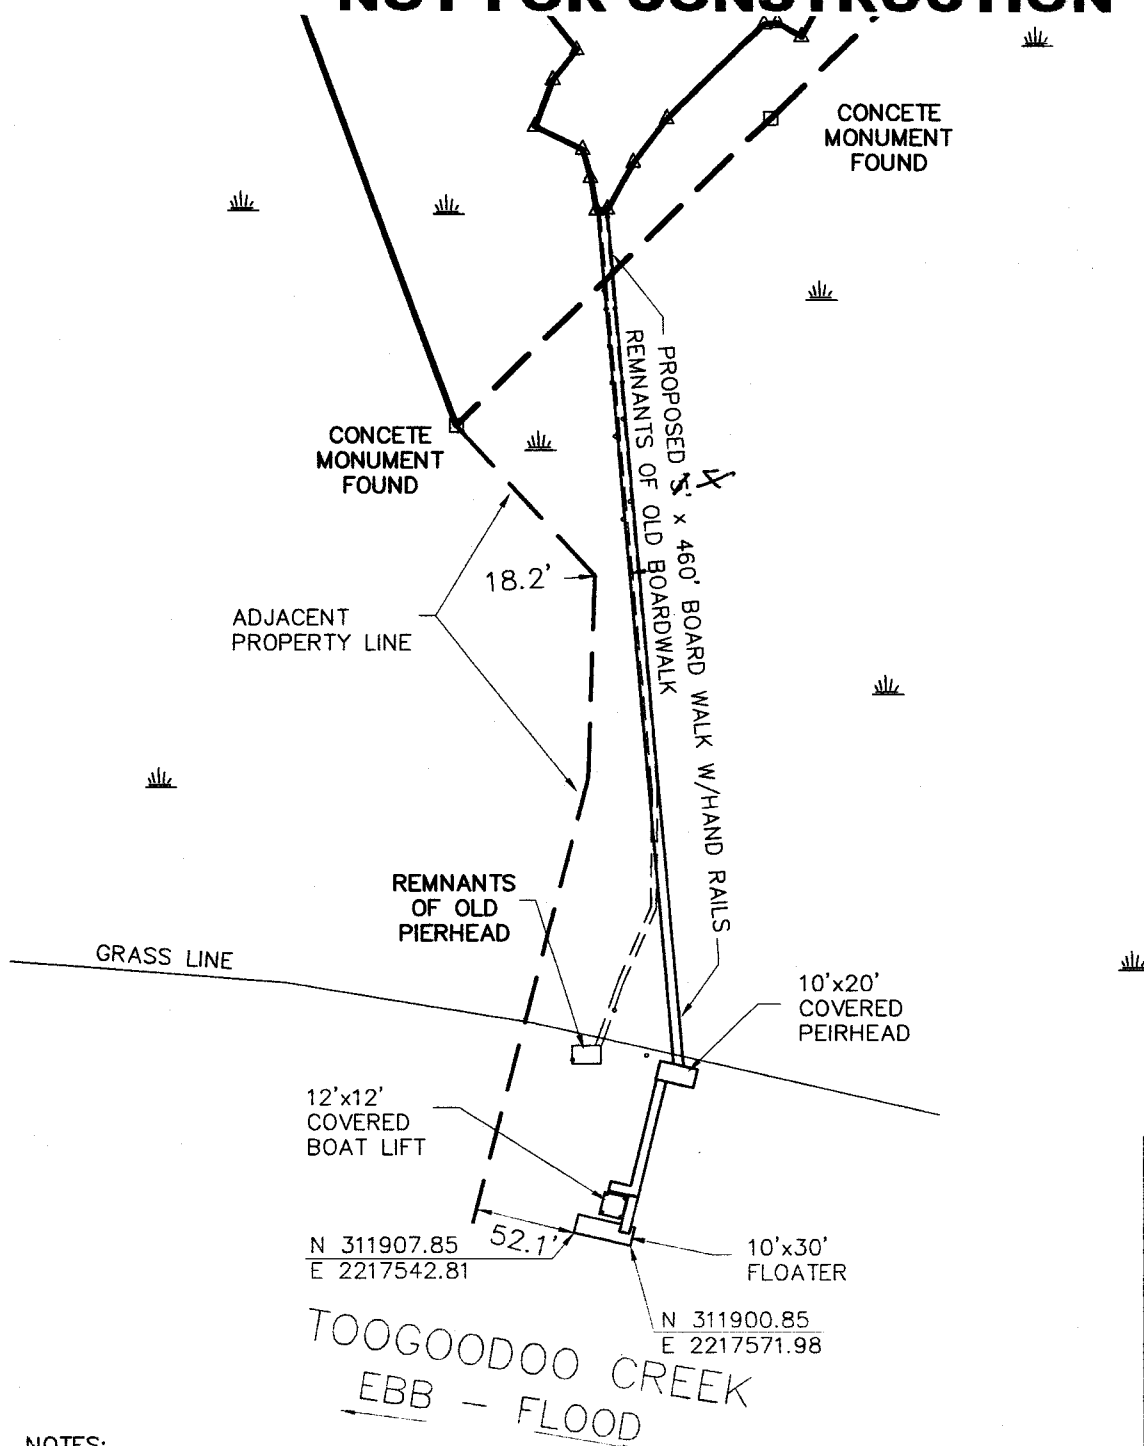 NOT FOR CONSTRUCTION
CONCETE
MONUMENT
FOUND
CONCETE
MONUMENT
FOUND
PROPOSED 5' x 460' BOARD WALK W/HAND RAILS
4
REMNANTS OF OLD BOARDWALK
18.2'
ADJACENT
PROPERTY LINE
REMNANTS
OF OLD
PIERHEAD
GRASS LINE
10'x20'
COVERED
PEIRHEAD
12'x12'
COVERED
BOAT LIFT
52.1'
N 311907.85
E 2217542.81
10'x30'
FLOATER
N 311900.85
E 2217571.98
TOOGOODOO CREEK
EBB - FLOOD
NOTES: